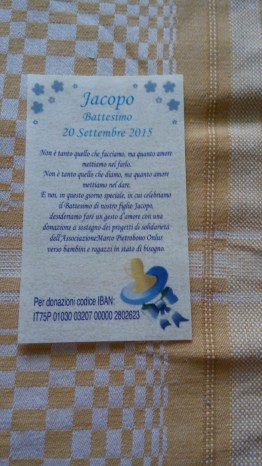 Jacopo
Battesimo
20 Settembre 2015
Non è tanto quello che facciamo, ma quanto amore
mettiamo nel farlo.
Non è tanto quello che diamo, ma quanto amore
mettiamo nel dare.
E noi, in questo giorno speciale, in cui celebriamo
il Battesimo di nostro figlio Jacopo,
desideriamo fare un gesto d'amore con una
donazione a sostegno dei progetti di solidarietà
dell'Associazione Marco Pietrobono Onlus
verso bambini e ragazzi in stato di bisogno.
Per donazioni codice IBAN:
IT75P 01030 03207 00000 2802623